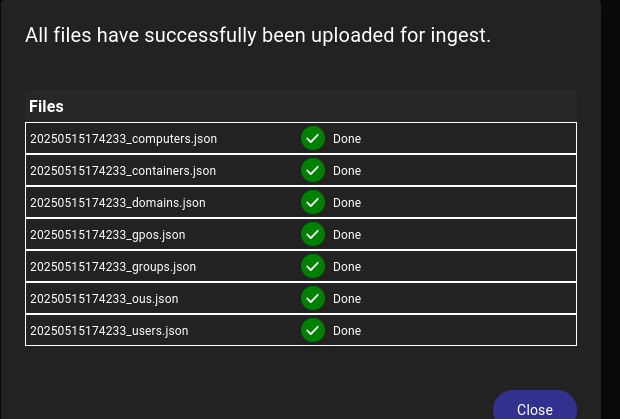 All files have successfully been uploaded for ingest.
Files
20250515174233_computers.json Done
20250515174233_containers.json Done
20250515174233_domains.json Done
20250515174233_gpos.json Done
20250515174233_groups.json Done
20250515174233_ous.json Done
20250515174233_users.json Done
Close